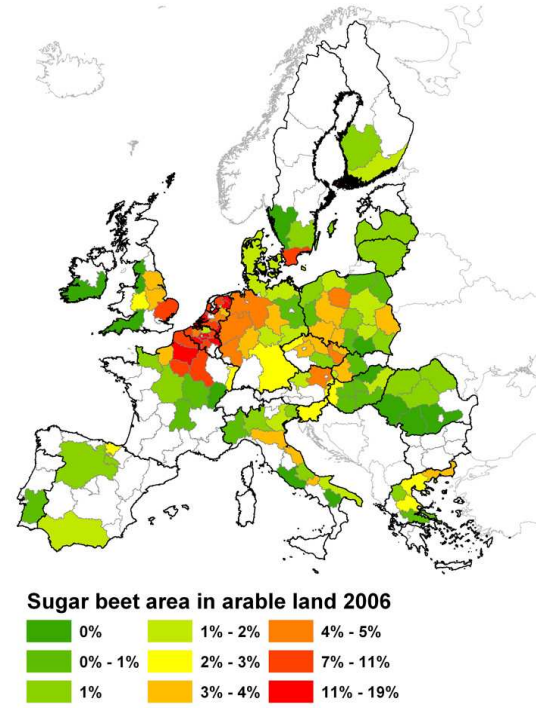 Sugar beet area in arable land 2006
0% 1% - 2% 4% - 5%
0% - 1% 2% - 3% 7% - 11%
1% 3% - 4% 11% - 19%